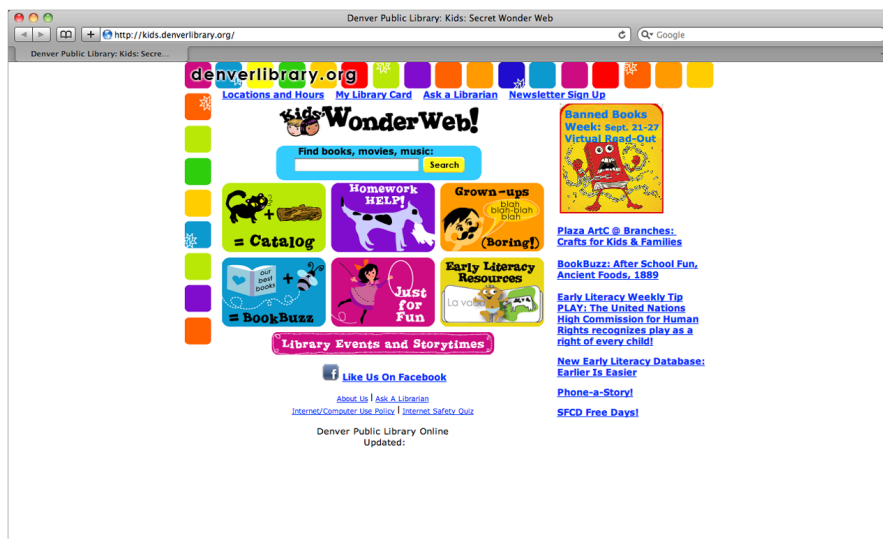 Denver Public Library: Kids: Secret Wonder Web
http://kids.denverlibrary.org/
Google
Denver Public Library: Kids: Secre...
denverlibrary.org
Locations and Hours My Library Card Ask a Librarian Newsletter Sign Up
Kids' WonderWeb!
Find books, movies, music:
Search
+
= Catalog
Homework
HELP!
Grown-ups
blah
blah-blah
blah
(Boring!)
our
best
books
+
= BookBuzz
Just
for
Fun
Early Literacy
Resources
La vaca
Library Events and Storytimes
Like Us On Facebook
About Us | Ask A Librarian
Internet/Computer Use Policy | Internet Safety Quiz
Denver Public Library Online
Updated:
Banned Books
Week: Sept. 21-27
Virtual Read-Out
Plaza ArtC @ Branches:
Crafts for Kids & Families
BookBuzz: After School Fun,
Ancient Foods, 1889
Early Literacy Weekly Tip
PLAY: The United Nations
High Commission for Human
Rights recognizes play as a
right of every child!
New Early Literacy Database:
Earlier Is Easier
Phone-a-Story!
SFCD Free Days!